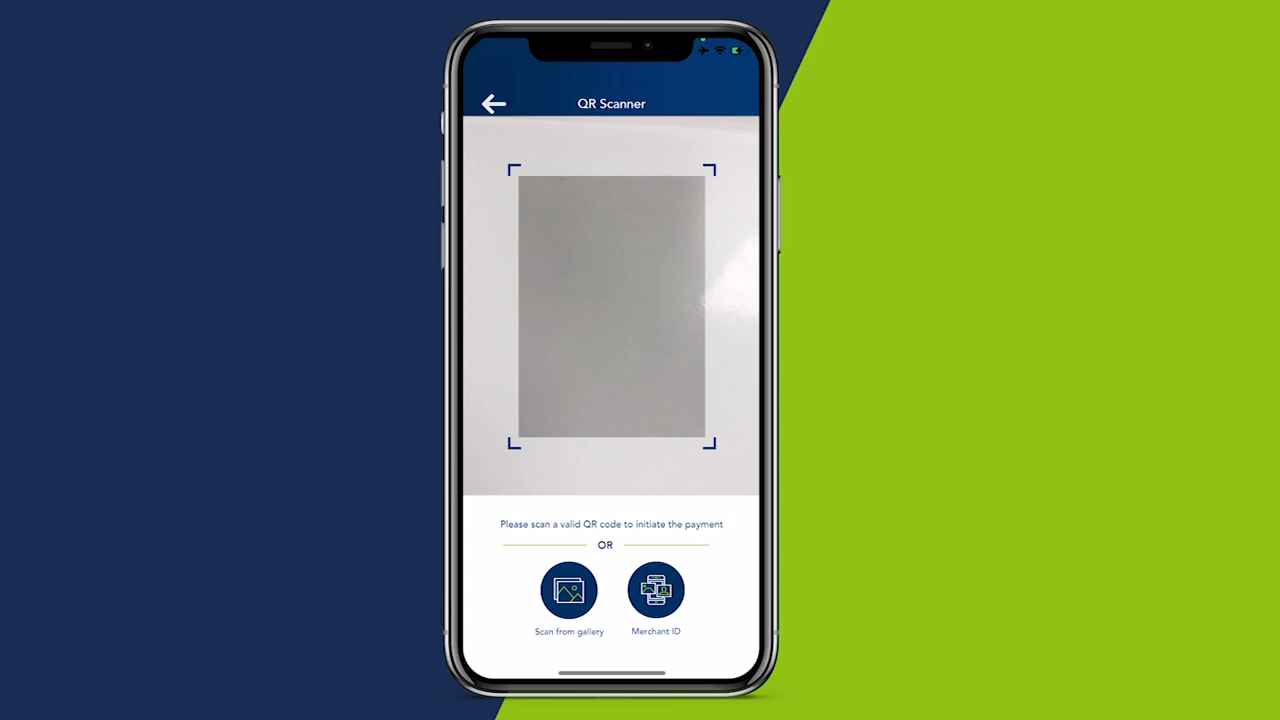 QR Scanner
Please scan a valid QR code to initiate the payment
OR
Scan from gallery
Merchant ID